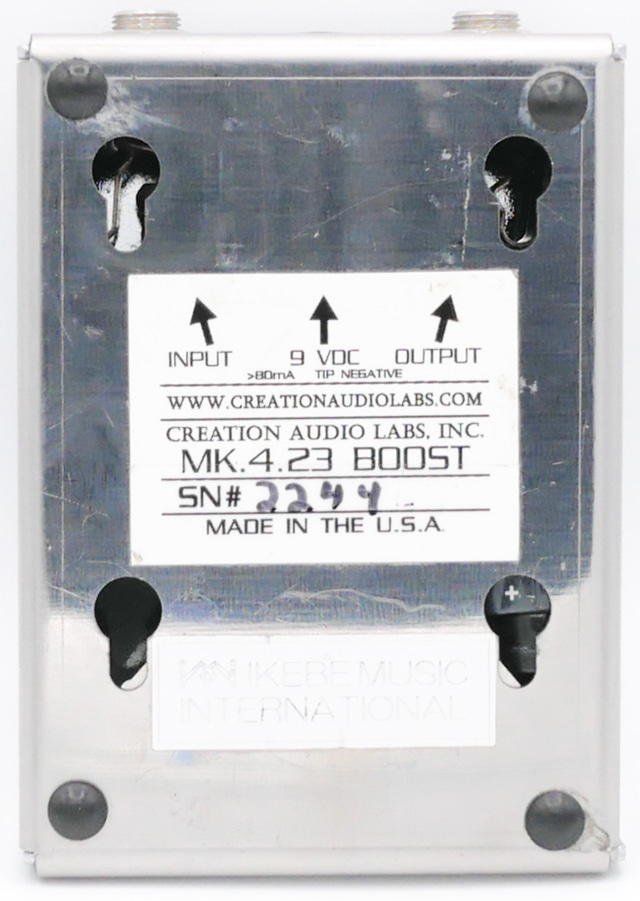 INPUT 9 VDC OUTPUT
>80mA TIP NEGATIVE
WWW.CREATIONAUDIOLABS.COM
CREATION AUDIO LABS, INC.
MK.4.23 BOOST
SN# 2244
MADE IN THE U.S.A.
+
IKEBE MUSIC
INTERNATIONAL